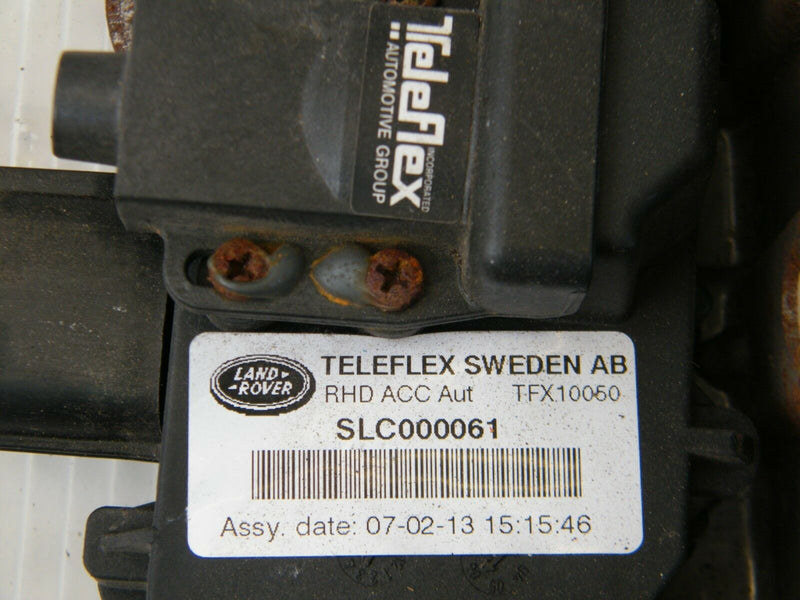 TELEFLEX
INCORPORATED
AUTOMOTIVE GROUP
LAND
ROVER
TELEFLEX SWEDEN AB
RHD ACC Aut TFX10050
SLC000061
Assy. date: 07-02-13 15:15:46